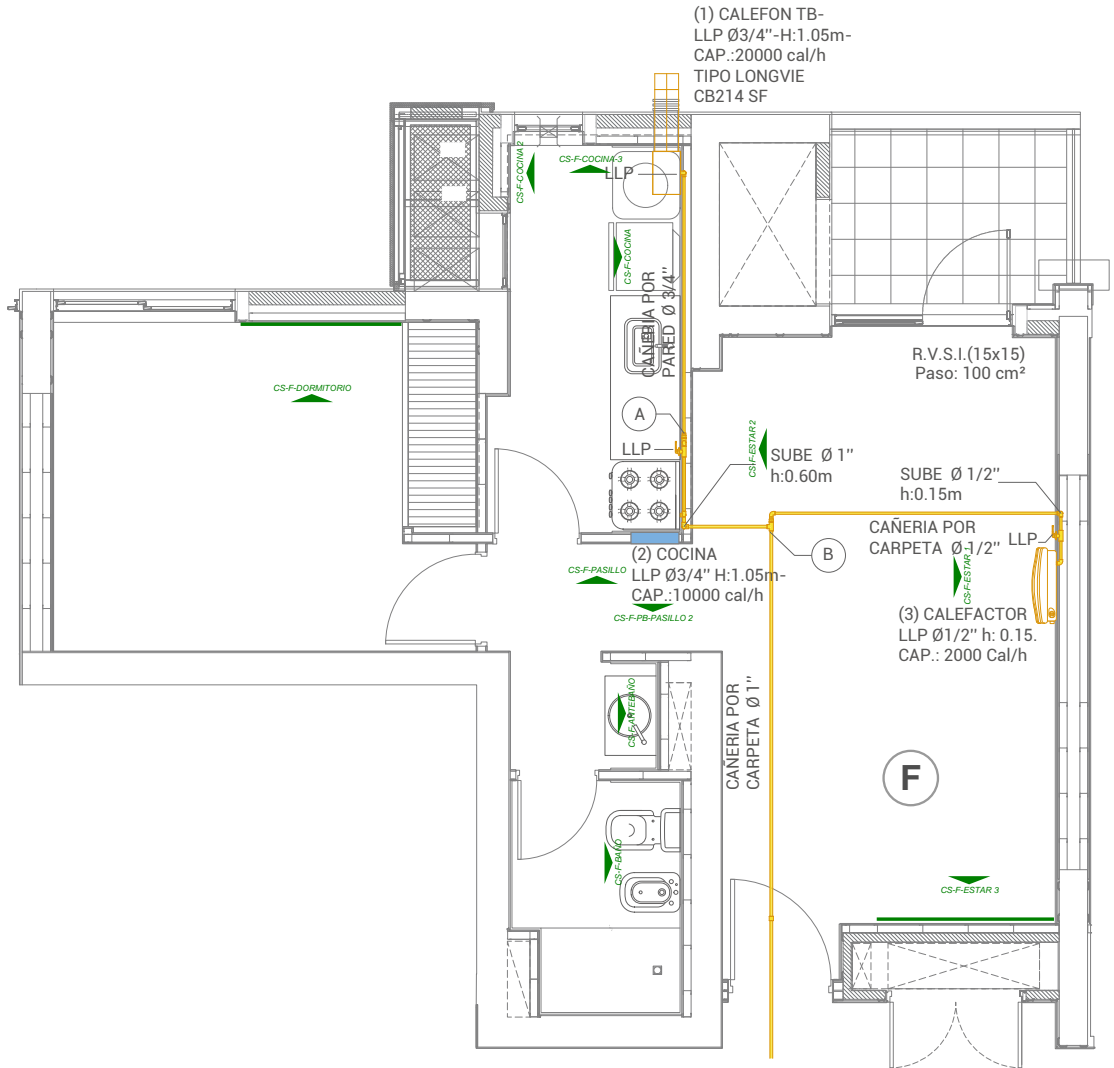 (1) CALEFON TB-
LLP Ø3/4''-H:1.05m-
CAP.:20000 cal/h
TIPO LONGVIE
CB214 SF
CS-F-COCINA 2
CS-F-COCINA-3
LLP
CS-F-COCINA
CAÑERIA POR
PARED Ø 3/4''
R.V.S.I.(15x15)
Paso: 100 cm²
CS-F-DORMITORIO
A
LLP
CS-F-ESTAR 2
SUBE Ø 1''
h:0.60m
SUBE Ø 1/2''
h:0.15m
CAÑERIA POR
CARPETA Ø 1/2''
LLP
B
(2) COCINA
LLP Ø3/4'' H:1.05m-
CAP.:10000 cal/h
CS-F-PASILLO
CS-F-PB-PASILLO 2
CS-F-ESTAR
(3) CALEFACTOR
LLP Ø1/2'' h: 0.15.
CAP.: 2000 Cal/h
CS-F-ANTEBAÑO
CAÑERIA POR
CARPETA Ø 1''
F
CS-F-BAÑO
CS-F-ESTAR 3